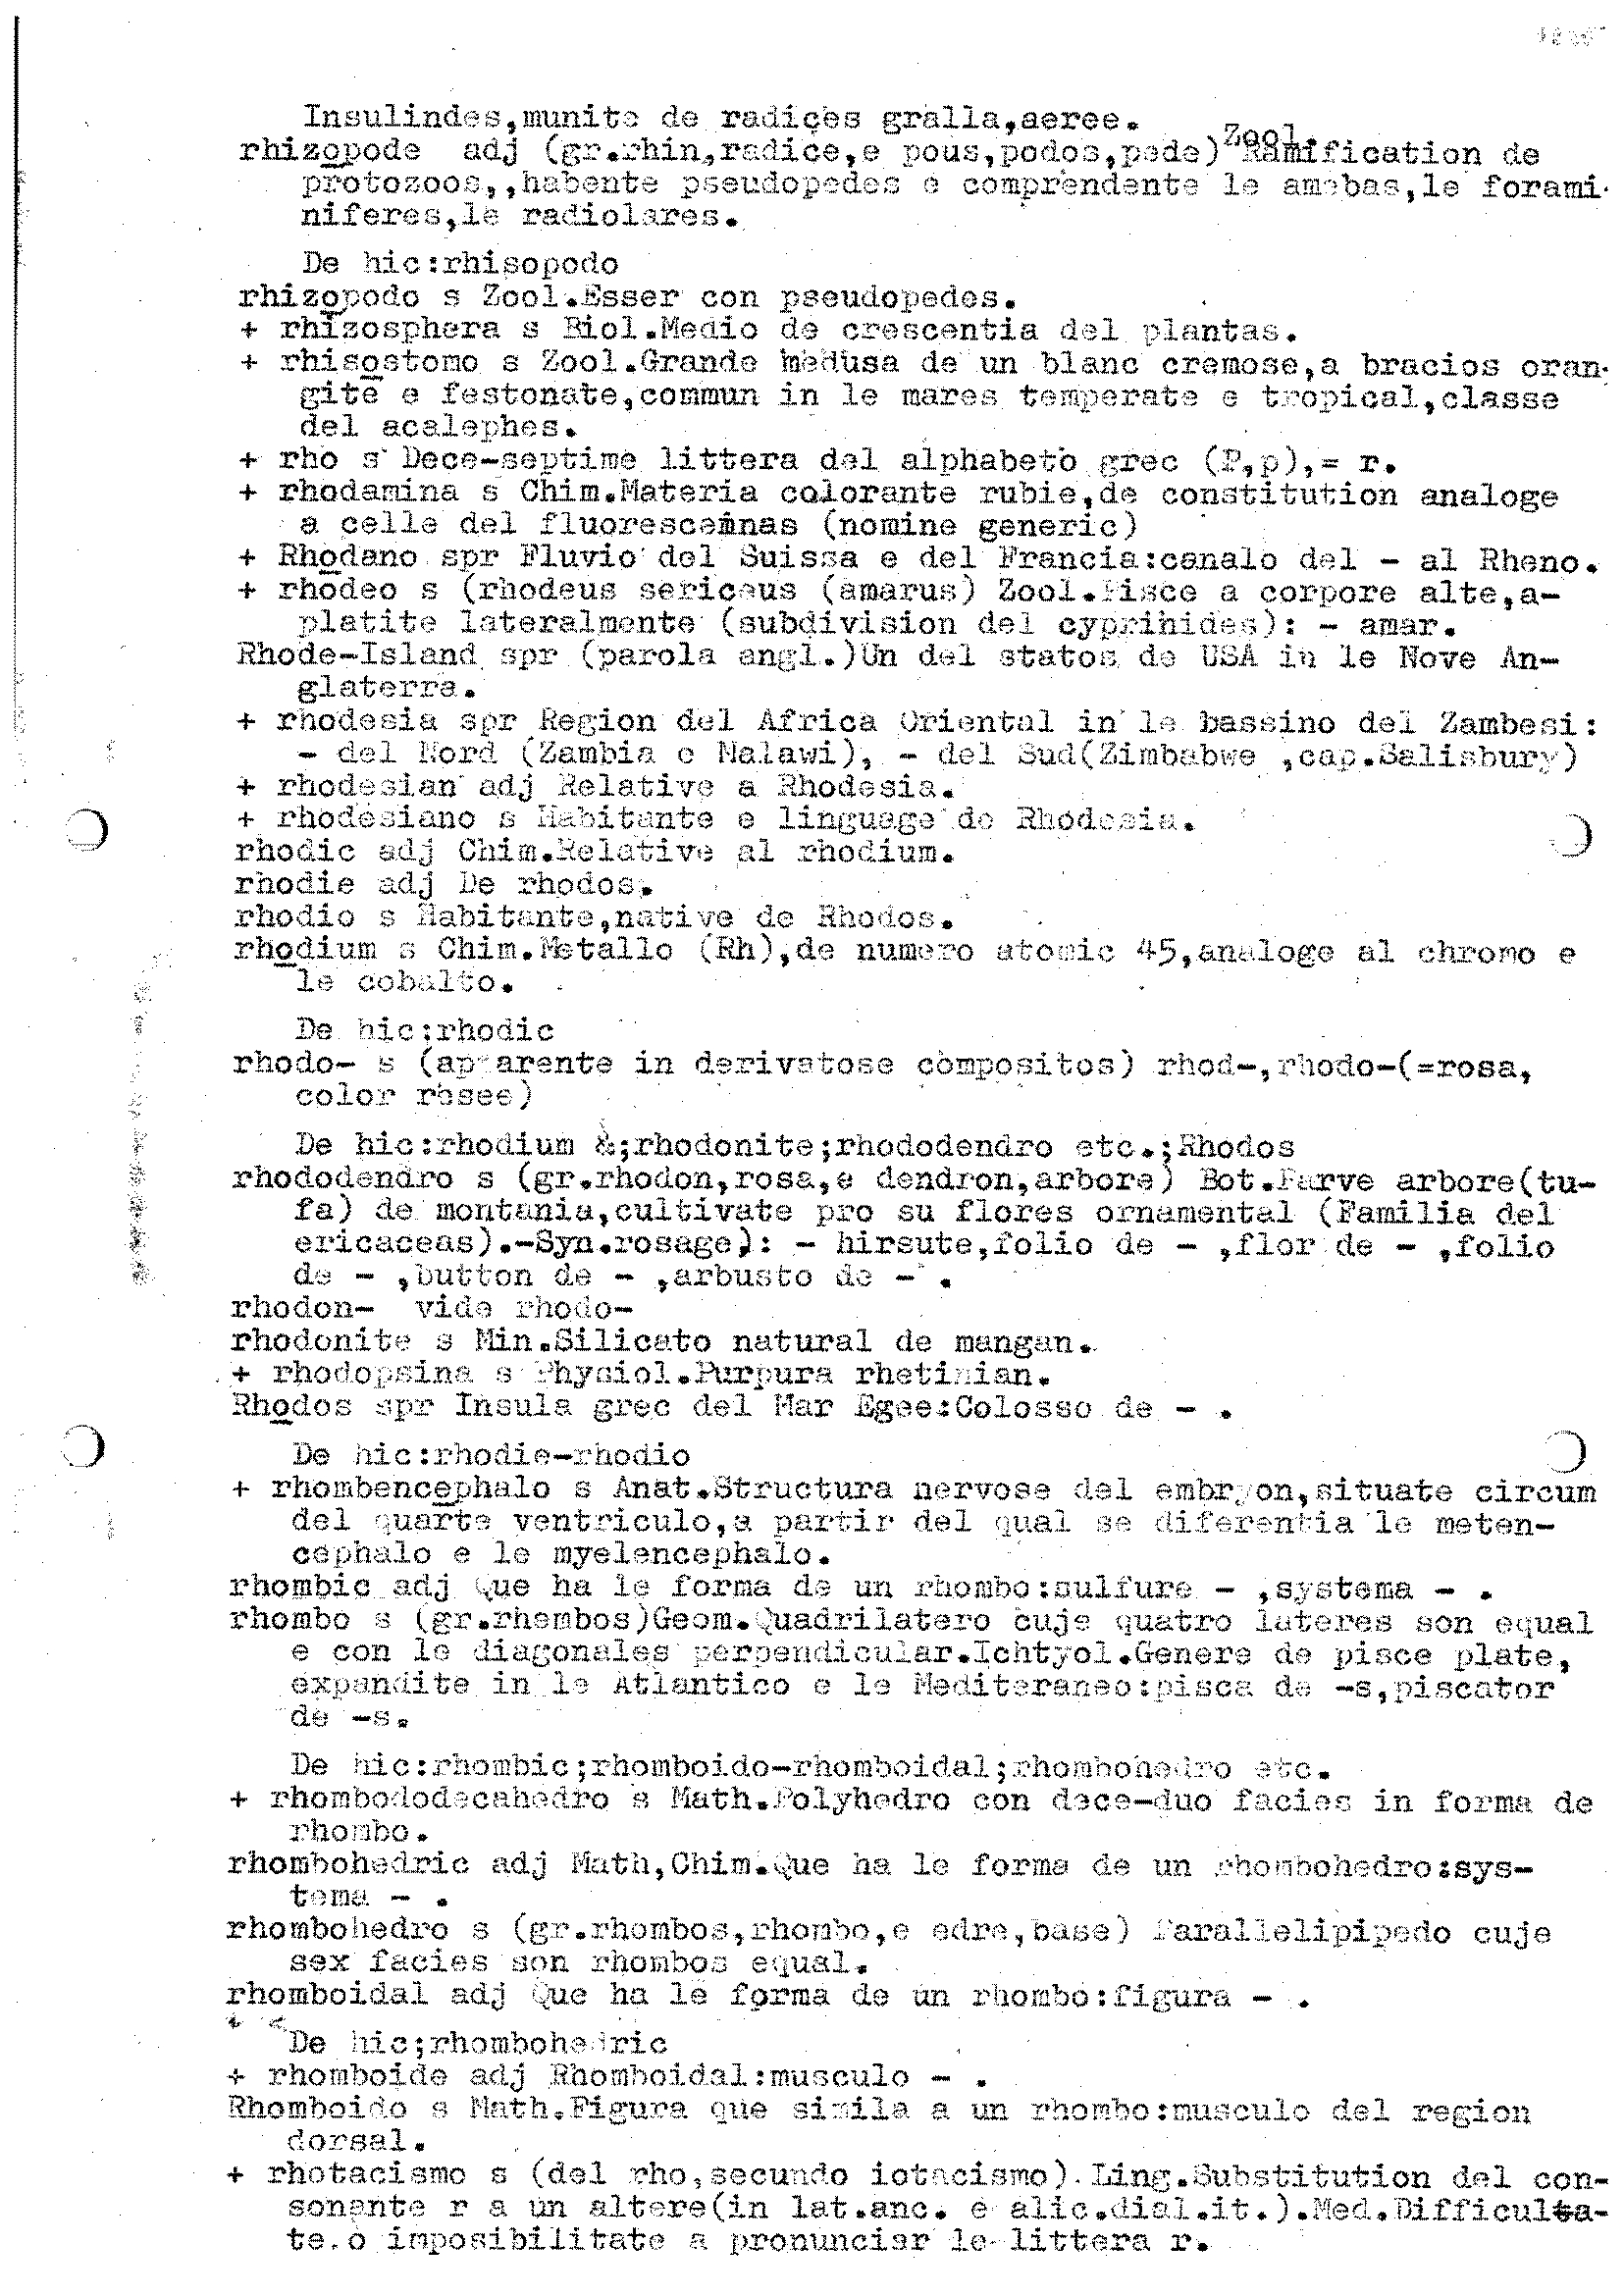 Insulindes,munite de radices gralla,aeree.
rhizopode adj (gr.rhin,radice,e pous,podos,pede) Zool. Ramification de
protozoos,,habente pseudopedes e comprendente le amebas,le forami-
niferes,le radiolares.
De hic:rhisopodo
rhizopodo s Zool.Esser con pseudopedes.
+ rhizosphera s Biol.Medio de crescentia del plantas.
+ rhisostomo s Zool.Grande medusa de un blanc cremose,a bracios oran-
gite e festonate,commun in le mares temperate e tropical,classe
del acalephes.
+ rho s Dece-septime littera del alphabeto grec (P,p),= r.
+ rhodamina s Chim.Materia colorante rubie,de constitution analoge
a celle del fluoresceinnas (nomine generic)
+ Rhodano spr Fluvio del Suissa e del Francia:canalo del - al Rheno.
+ rhodeo s (rhodeus sericeus (amarus) Zool.Pisce a corpore alte,a-
platite lateralmente (subdivision del cyprihides): - amar.
Rhode-Island spr (parola angl.)Un del statos de USA in le Nove An-
glaterra.
+ rhodesia spr Region del Africa Oriental in le bassino del Zambesi:
- del Nord (Zambia e Malawi), - del Sud(Zimbabwe ,cap.Salisbury)
+ rhodesian adj Relative a Rhodesia.
+ rhodesiano s Habitante e linguage de Rhodesia.
rhodic adj Chim.Relative al rhodium.
rhodie adj De rhodos.
rhodio s Habitante,native de Rhodos.
rhodium s Chim.Metallo (Rh),de numero atomic 45,analoge al chromo e
le cobalto.
De hic:rhodic
rhodo- s (apparente in derivatose compositos) rhod-,rhodo-(=rosa,
color rosee)
De hic:rhodium &;rhodonite;rhododendro etc.;Rhodos
rhododendro s (gr.rhodon,rosa,e dendron,arbore) Bot.Parve arbore(tu-
fa) de montania,cultivate pro su flores ornamental (Familia del
ericaceas).-Syn.rosage): - hirsute,folio de - ,flor de - ,folio
de - ,button de - ,arbusto de - .
rhodon- vide rhodo-
rhodonite s Min.Silicato natural de mangan.
+ rhodopsina s Physiol.Purpura rhetinian.
Rhodos spr Insula grec del Mar Egee:Colosso de - .
De hic:rhodie-rhodio
+ rhombencephalo s Anat.Structura nervose del embryon,situate circum
del quarte ventriculo,a partir del qual se diferentia le meten-
cephalo e le myelencephalo.
rhombic adj Que ha le forma de un rhombo:sulfure - ,systema - .
rhombo s (gr.rhembos)Geom.Quadrilatero cuje quatro lateres son equal
e con le diagonales perpendicular.Ichtyol.Genere de pisce plate,
expandite in le Atlantico e le Mediteraneo:pisca de -s,piscator
de -s.
De hic:rhombic;rhomboido-rhomboidal;rhombohedro etc.
+ rhombododecahedro s Math.Polyhedro con dece-duo facies in forma de
rhombo.
rhombohedric adj Math,Chim.Que ha le forma de un rhombohedro:sys-
tema - .
rhombohedro s (gr.rhombos,rhombo,e edre,base) Parallelipipedo cuje
sex facies son rhombos equal.
rhomboidal adj Que ha le forma de un rhombo:figura - .
De hic;rhombohedric
+ rhomboide adj Rhomboidal:musculo - .
Rhomboido s Math.Figura que simila a un rhombo:musculo del region
dorsal.
+ rhotacismo s (del rho,secundo iotacismo).Ling.Substitution del con-
sonante r a un altere(in lat.anc. e alic.dial.it.).Med.Difficulta-
te.o imposibilitate a pronunciar le littera r.